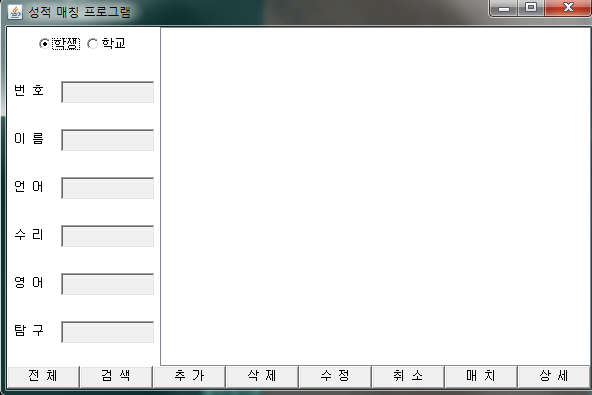 성적 매칭 프로그램
학생 학교
번 호
이 름
언 어
수 리
영 어
탐 구
전 체 검 색 추 가 삭 제 수 정 취 소 매 치 상 세